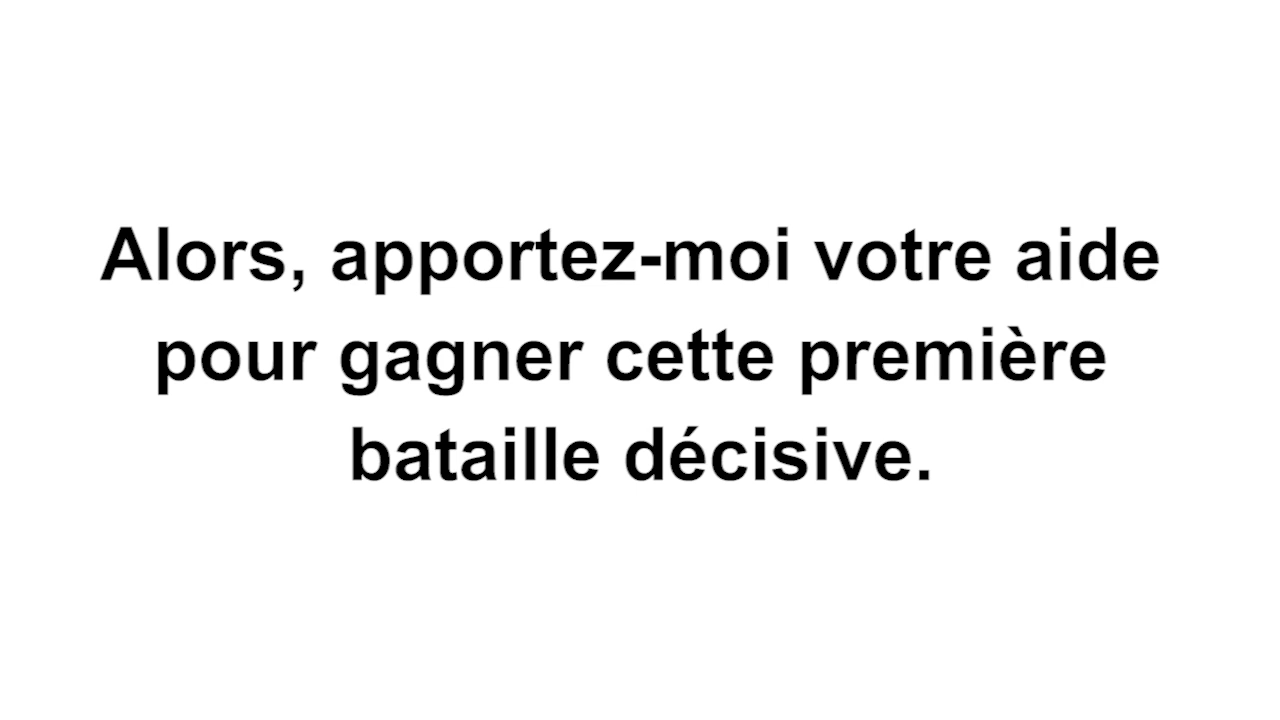 Alors, apportez-moi votre aide
pour gagner cette première
bataille décisive.